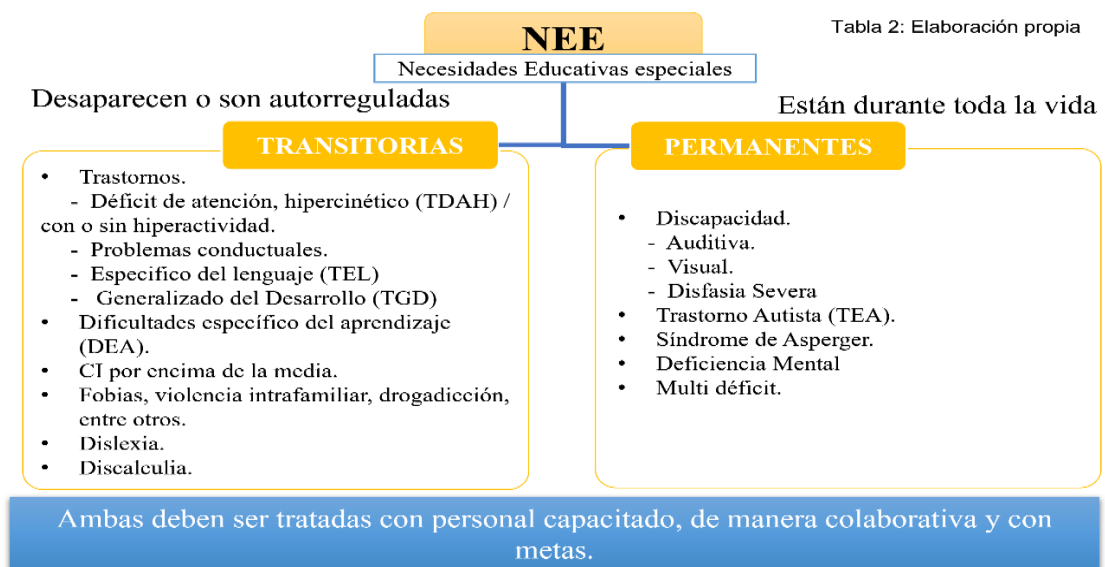 NEE
Tabla 2: Elaboración propia
Necesidades Educativas especiales
Desaparecen o son autorreguladas
Están durante toda la vida
TRANSITORIAS
• Trastornos.
- Déficit de atención, hipercinético (TDAH) /
con o sin hiperactividad.
- Problemas conductuales.
- Especifico del lenguaje (TEL)
- Generalizado del Desarrollo (TGD)
• Dificultades específico del aprendizaje
(DEA).
• CI por encima de la media.
• Fobias, violencia intrafamiliar, drogadicción,
entre otros.
• Dislexia.
• Discalculia.
PERMANENTES
• Discapacidad.
- Auditiva.
- Visual.
- Disfasia Severa
• Trastorno Autista (TEA).
• Síndrome de Asperger.
• Deficiencia Mental
• Multi déficit.
Ambas deben ser tratadas con personal capacitado, de manera colaborativa y con
metas.